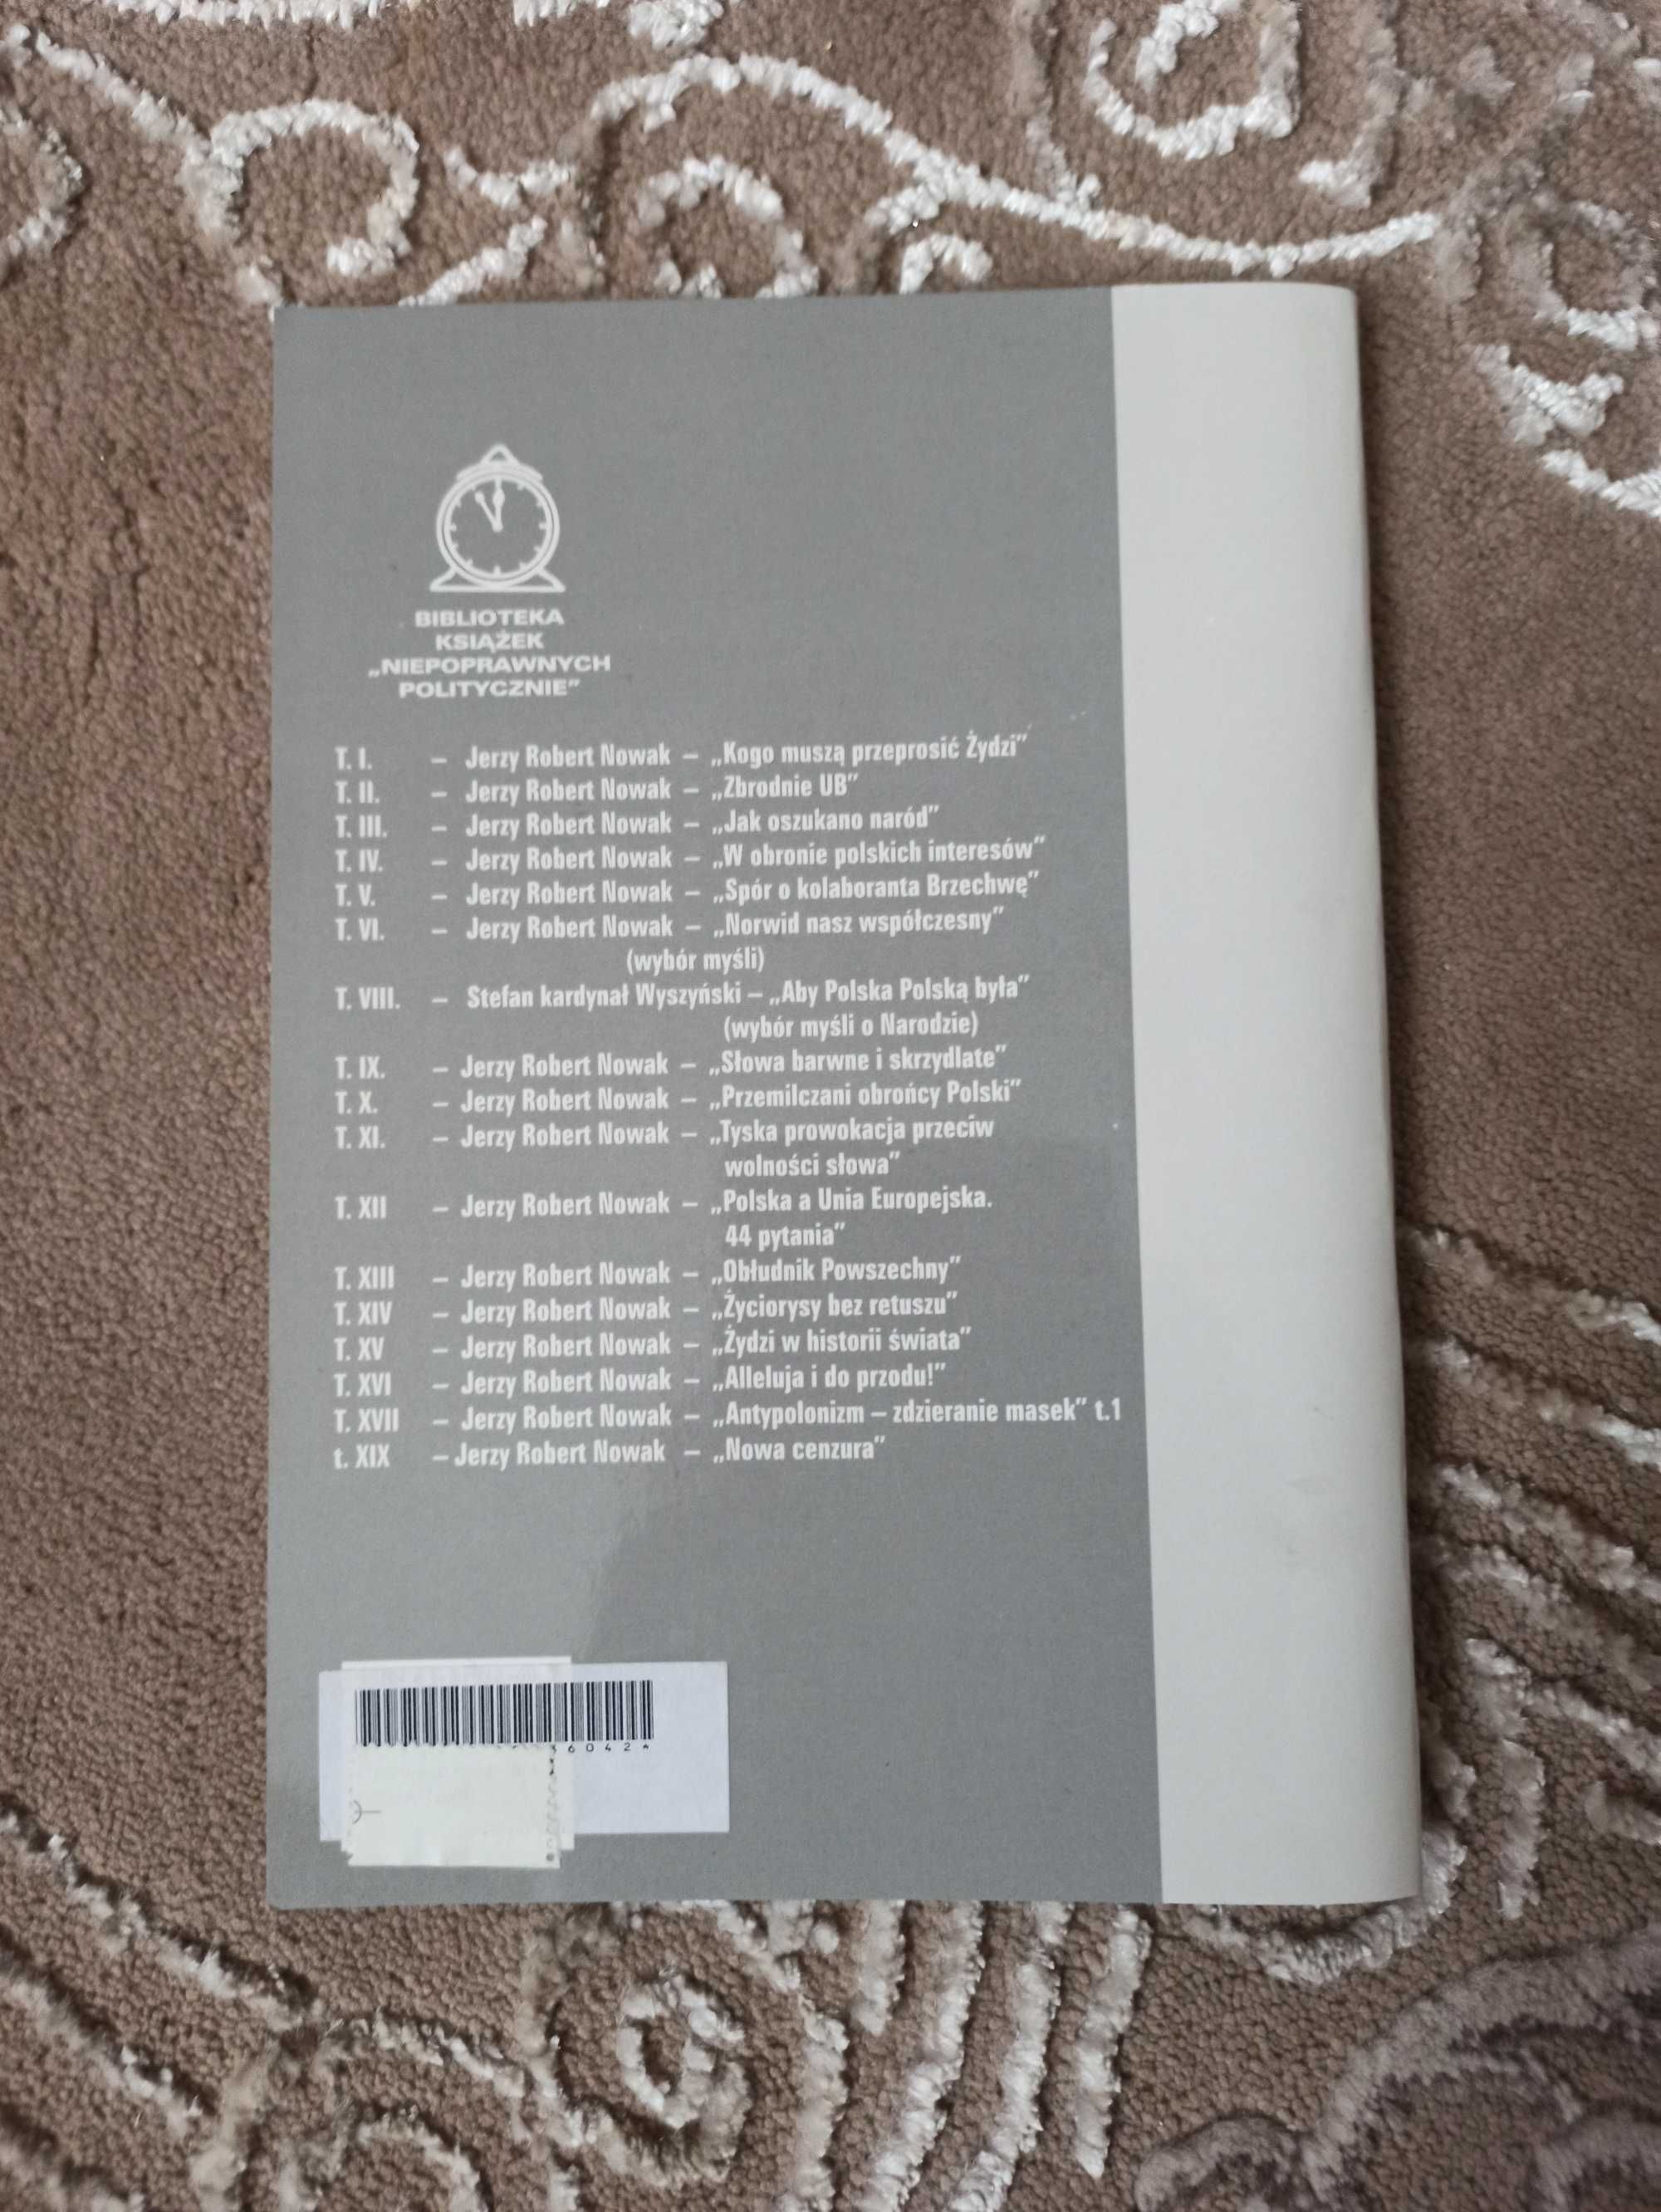 BIBLIOTEKA
KSIĄŻEK
„NIEPOPRAWNYCH
POLITYCZNIE”
T. I. – Jerzy Robert Nowak – „Kogo muszą przeprosić Żydzi”
T. II. – Jerzy Robert Nowak – „Zbrodnie UB”
T. III. – Jerzy Robert Nowak – „Jak oszukano naród”
T. IV. – Jerzy Robert Nowak – „W obronie polskich interesów”
T. V. – Jerzy Robert Nowak – „Spór o kolaboranta Brzechwę”
T. VI. – Jerzy Robert Nowak – „Norwid nasz współczesny”
(wybór myśli)
T. VIII. – Stefan kardynał Wyszyński – „Aby Polska Polską była”
(wybór myśli o Narodzie)
T. IX. – Jerzy Robert Nowak – „Słowa barwne i skrzydlate”
T. X. – Jerzy Robert Nowak – „Przemilczani obrońcy Polski”
T. XI. – Jerzy Robert Nowak – „Tyska prowokacja przeciw
wolności słowa”
T. XII – Jerzy Robert Nowak – „Polska a Unia Europejska.
44 pytania”
T. XIII – Jerzy Robert Nowak – „Obłudnik Powszechny”
T. XIV – Jerzy Robert Nowak – „Życiorysy bez retuszu”
T. XV – Jerzy Robert Nowak – „Żydzi w historii świata”
T. XVI – Jerzy Robert Nowak – „Alleluja i do przodu!”
T. XVII – Jerzy Robert Nowak – „Antypolonizm – zdzieranie masek” t.1
t. XIX – Jerzy Robert Nowak – „Nowa cenzura”